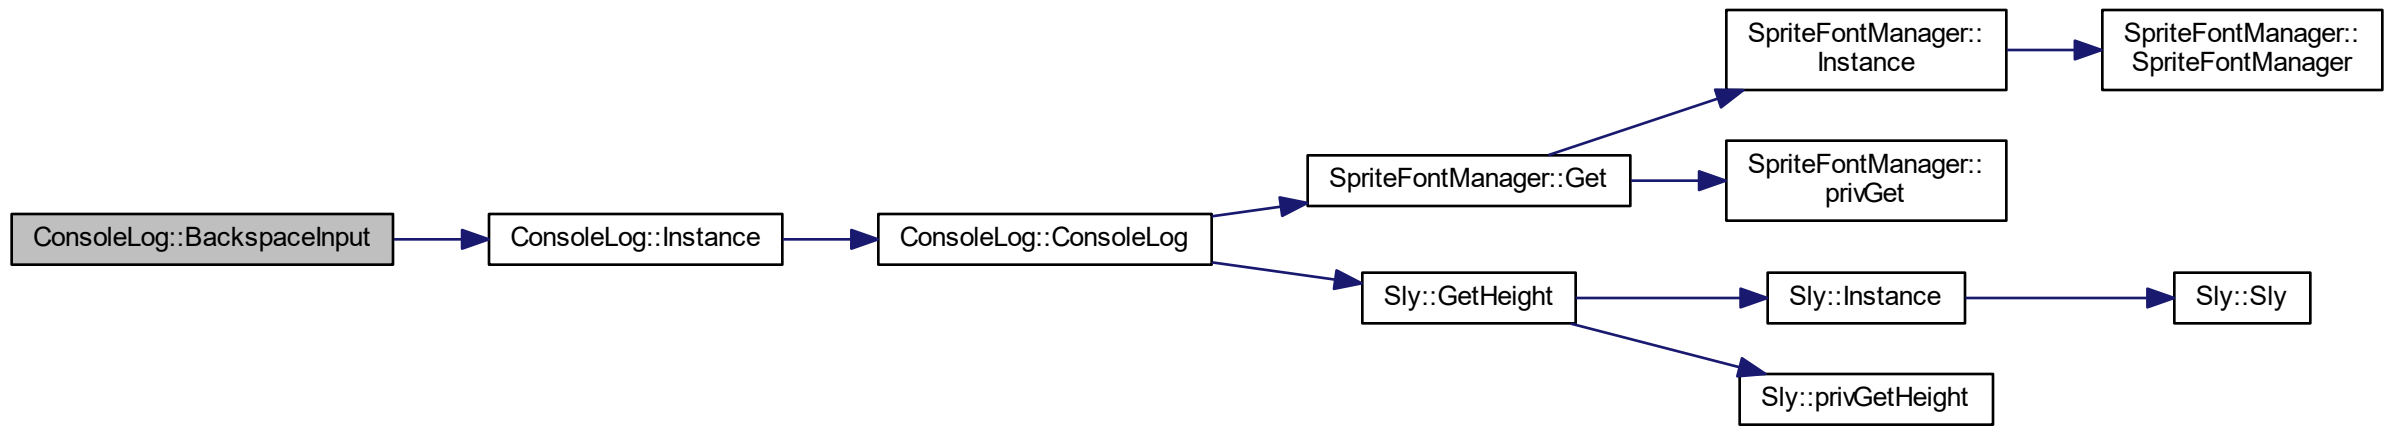 ConsoleLog::BackspaceInput
ConsoleLog::Instance
ConsoleLog::ConsoleLog
SpriteFontManager::Get
SpriteFontManager::
Instance
SpriteFontManager::
SpriteFontManager
SpriteFontManager::
privGet
Sly::GetHeight
Sly::Instance
Sly::Sly
Sly::privGetHeight